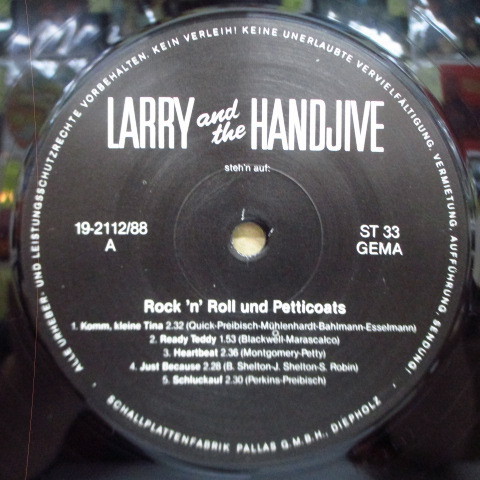 ALLE URHEBER- UND LEISTUNGSSCHUTZRECHTE VORBEHALTEN. KEIN VERLEIH! KEINE UNERLAUBTE VERVIELFÄLTIGUNG, VERMIETUNG, AUFFÜHRUNG, SENDUNG!
LARRY and the HANDJIVE
steh'n auf:
19-2112/88
A
ST 33
GEMA
Rock 'n' Roll und Petticoats
1. Komm, kleine Tina 2.32 (Quick-Preibisch-Mühlenhardt-Bahlmann-Esselmann)
2. Ready Teddy 1.53 (Blackwell-Marascalco)
3. Heartbeat 2.36 (Montgomery-Petty)
4. Just Because 2.28 (B. Shelton-J. Shelton-S. Robin)
5. Schluckauf 2.30 (Perkins-Preibisch)
· SCHALLPLATTENFABRIK PALLAS G.M.B.H., DIEPHOLZ ·